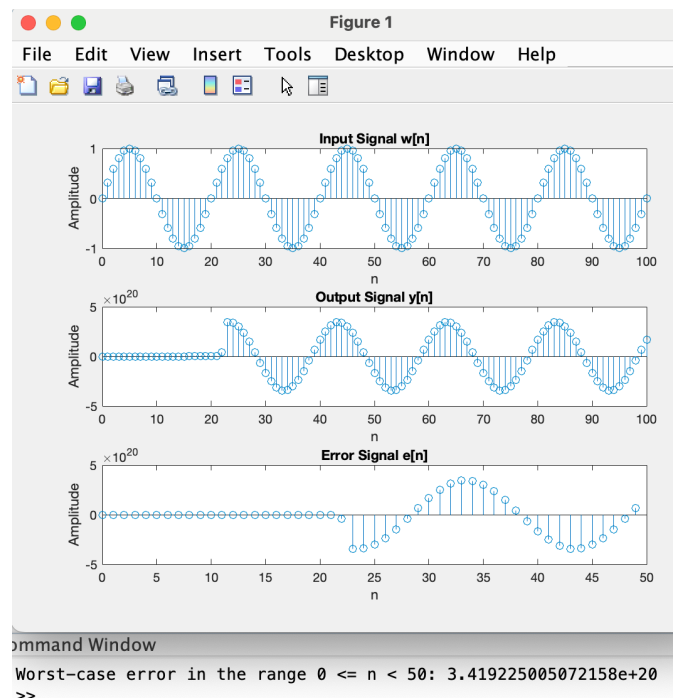 Figure 1
File Edit View Insert Tools Desktop Window Help
Input Signal w[n]
1
0
-1
Amplitude
0 10 20 30 40 50 60 70 80 90 100
n
Output Signal y[n]
×10^20
5
0
-5
Amplitude
0 10 20 30 40 50 60 70 80 90 100
n
Error Signal e[n]
×10^20
5
0
-5
Amplitude
0 5 10 15 20 25 30 35 40 45 50
n
ommand Window
Worst-case error in the range 0 <= n < 50: 3.419225005072158e+20
>>